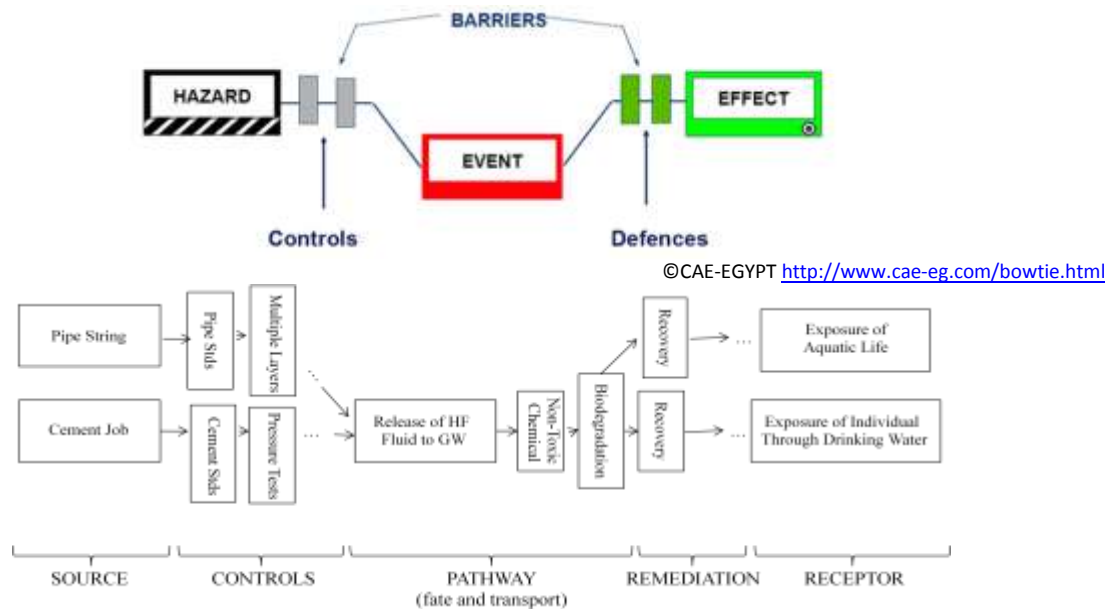 BARRIERS
HAZARD
EFFECT
EVENT
Controls
Defences
©CAE-EGYPT http://www.cae-eg.com/bowtie.html
Pipe String
Pipe Stds
Multiple Layers
...
Recovery
...
Exposure of
Aquatic Life
Cement Job
Cement Stds
Pressure Tests
...
Release of HF
Fluid to GW
Non-Toxic
Chemical
Biodegradation
Recovery
...
Exposure of Individual
Through Drinking Water
SOURCE
CONTROLS
PATHWAY
(fate and transport)
REMEDIATION
RECEPTOR